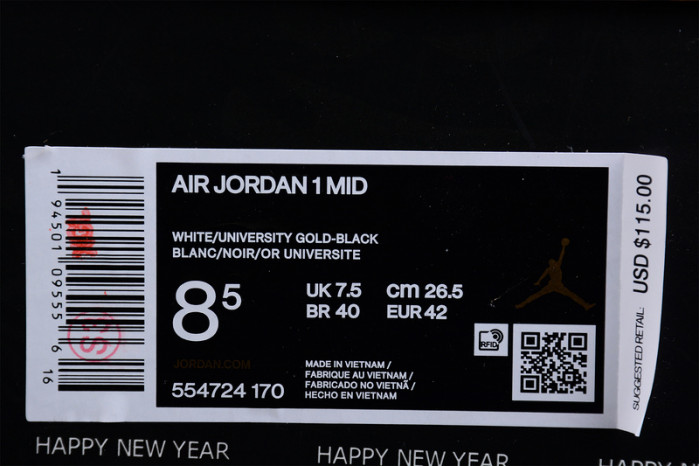 AIR JORDAN 1 MID
WHITE/UNIVERSITY GOLD-BLACK
BLANC/NOIR/OR UNIVERSITE
85
UK 7.5 cm 26.5
BR 40 EUR 42
JORDAN.COM
554724 170
MADE IN VIETNAM /
FABRIQUE AU VIETNAM /
FABRICADO NO VIETNÃ /
HECHO EN VIETNAM
RFID
SUGGESTED RETAIL: USD $115.00
1 94501 09555 6
16
HAPPY NEW YEAR
HAPPY NEW YEAR
HAPPY